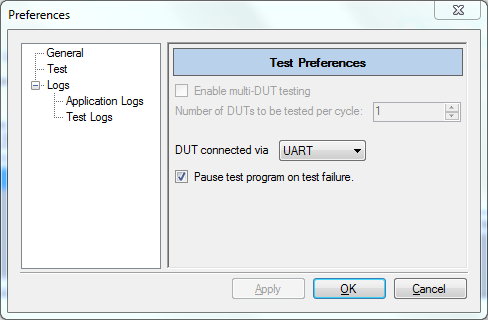 Preferences
General
Test
Logs
Application Logs
Test Logs
Test Preferences
Enable multi-DUT testing
Number of DUTs to be tested per cycle: 1
DUT connected via UART
Pause test program on test failure.
Apply OK Cancel